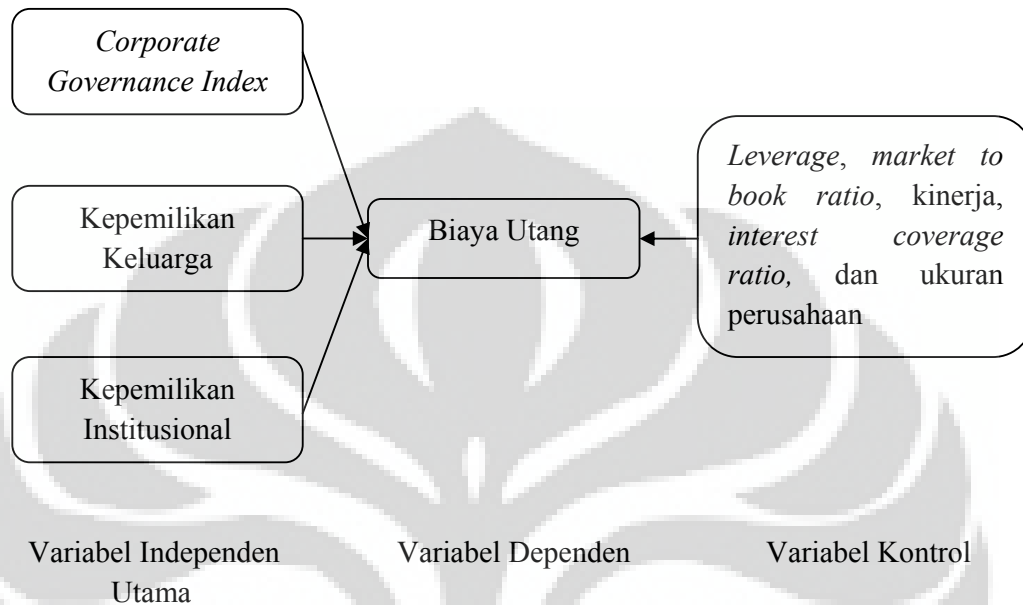 Corporate
Governance Index
Kepemilikan
Keluarga
Kepemilikan
Institusional
Biaya Utang
Leverage, market to
book ratio, kinerja,
interest coverage
ratio, dan ukuran
perusahaan
Variabel Independen
Utama
Variabel Dependen
Variabel Kontrol